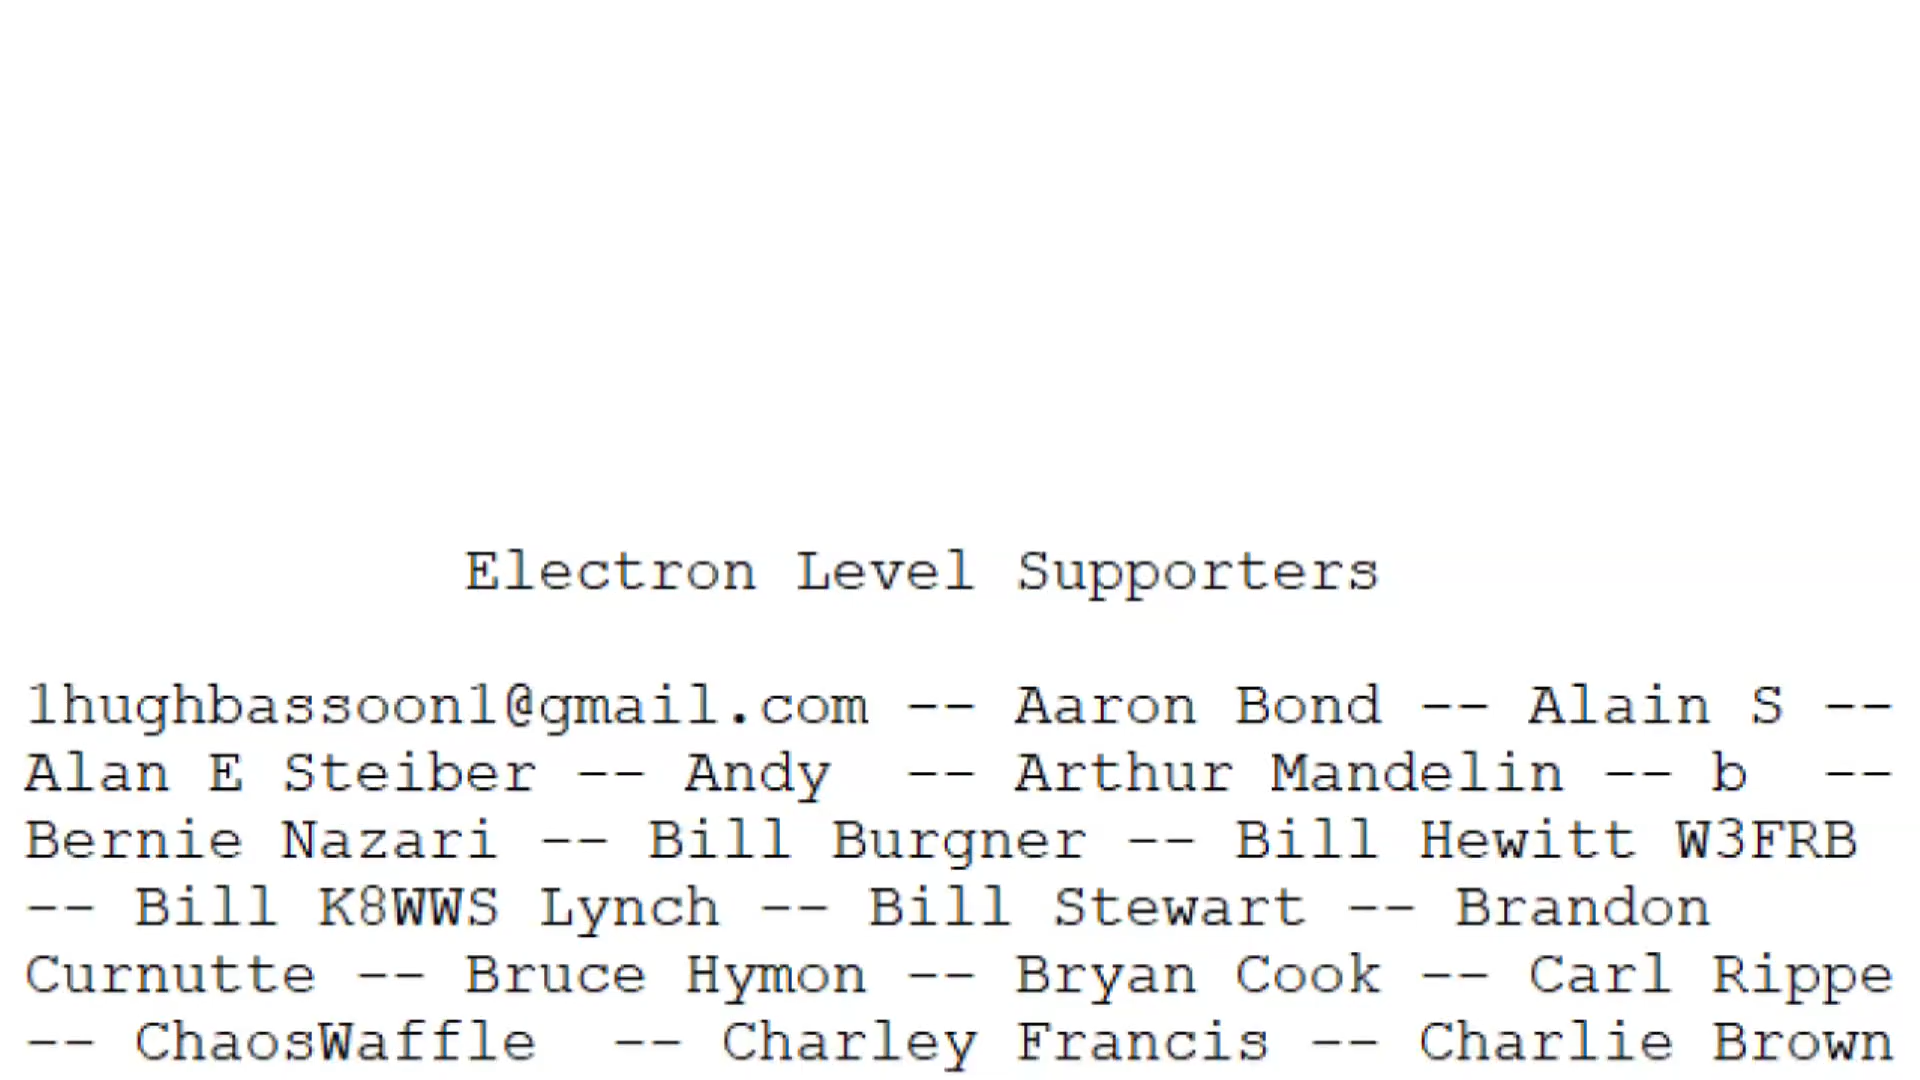 Electron Level Supporters
1hughbassoon1@gmail.com -- Aaron Bond -- Alain S --
Alan E Steiber -- Andy  -- Arthur Mandelin -- b  --
Bernie Nazari -- Bill Burgner -- Bill Hewitt W3FRB
-- Bill K8WWS Lynch -- Bill Stewart -- Brandon
Curnutte -- Bruce Hymon -- Bryan Cook -- Carl Rippe
-- ChaosWaffle  -- Charley Francis -- Charlie Brown